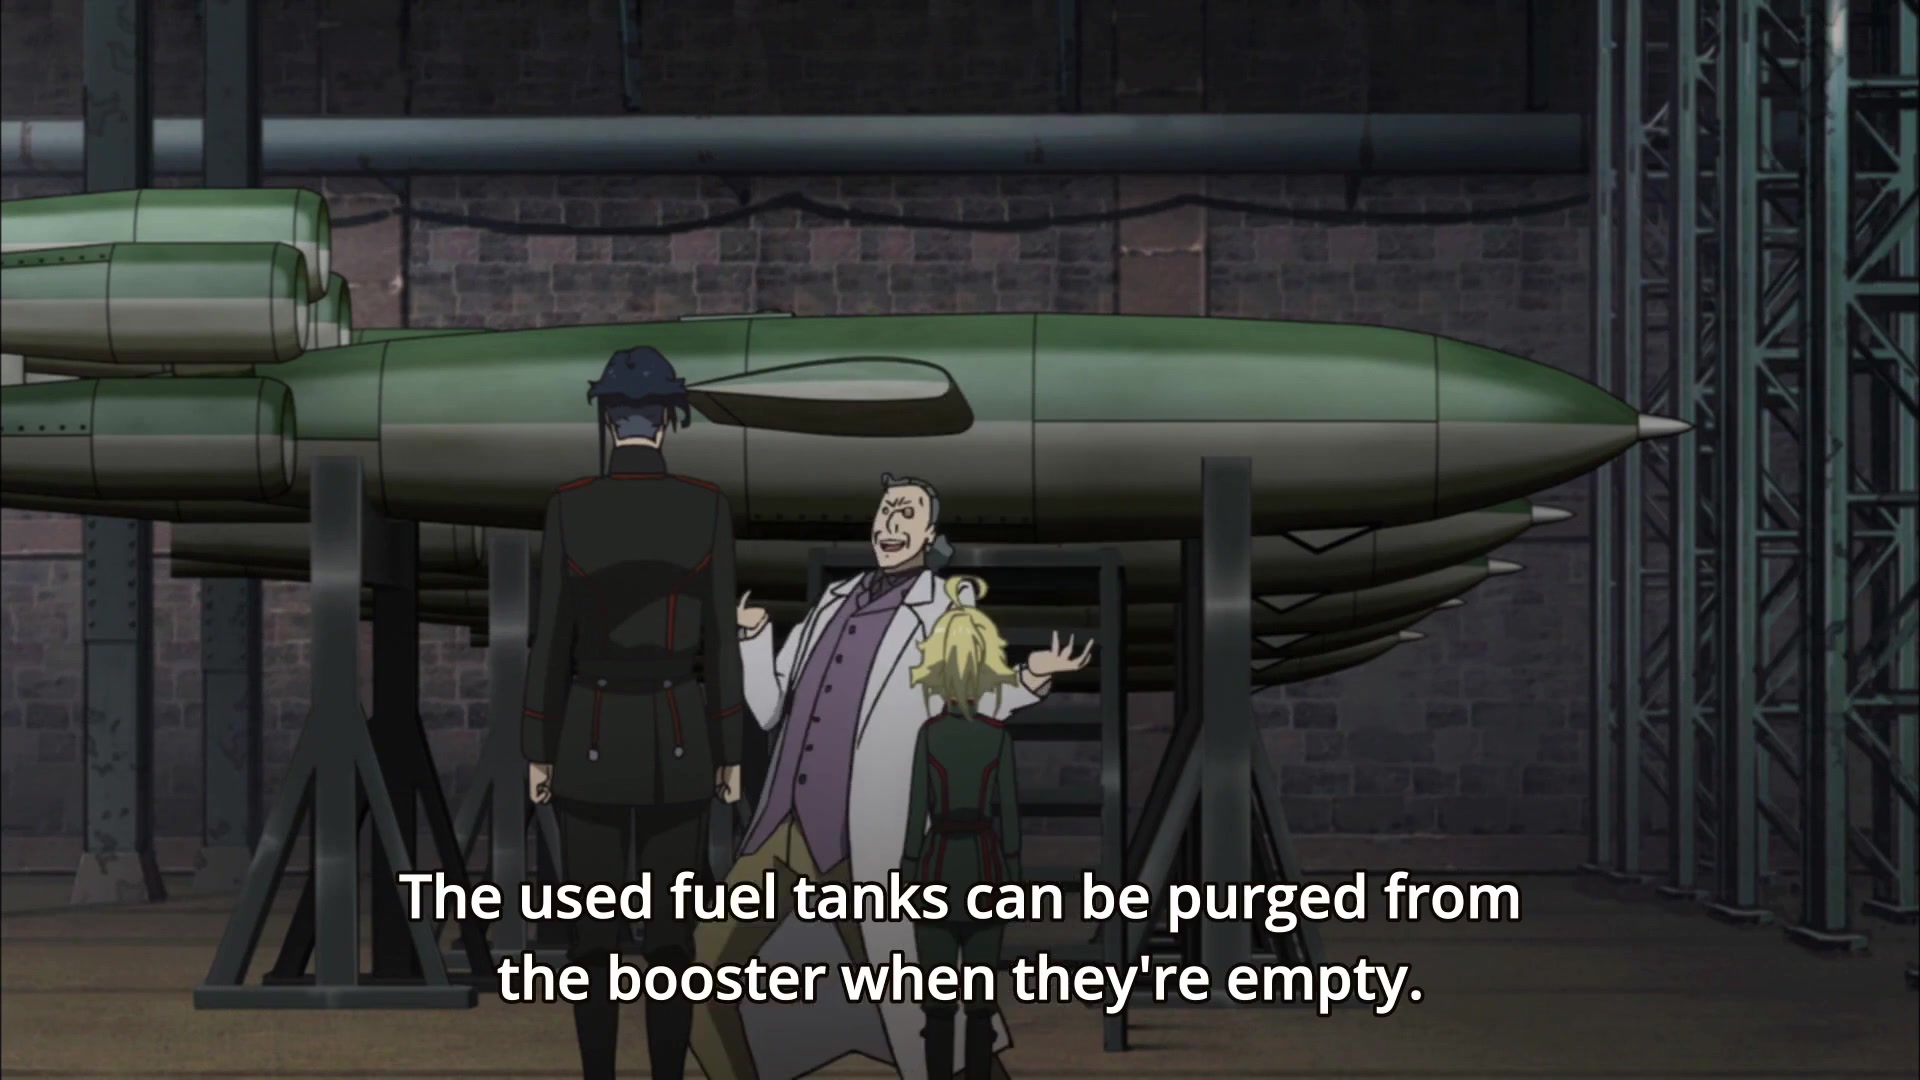 The used fuel tanks can be purged from
the booster when they're empty.